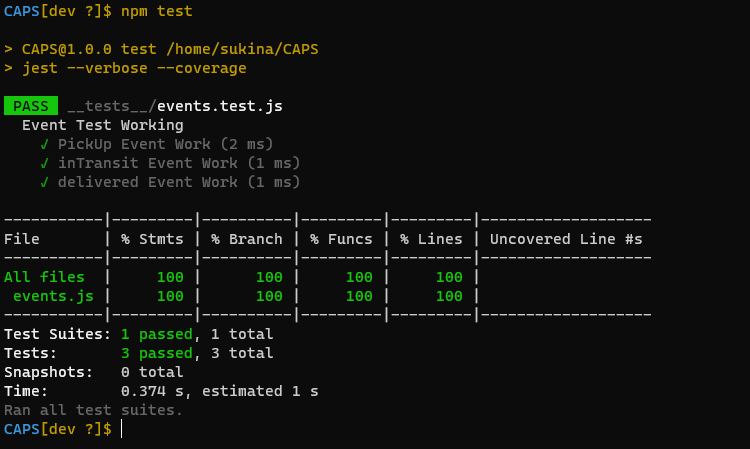 CAPS[dev ?]$ npm test
> CAPS@1.0.0 test /home/sukina/CAPS
> jest --verbose --coverage
PASS __tests__/events.test.js
Event Test Working
√ PickUp Event Work (2 ms)
√ inTransit Event Work (1 ms)
√ delivered Event Work (1 ms)
-----------|---------|----------|---------|---------|-------------------
File       | % Stmts | % Branch | % Funcs | % Lines | Uncovered Line #s
-----------|---------|----------|---------|---------|-------------------
All files  |     100 |      100 |     100 |     100 |
 events.js |     100 |      100 |     100 |     100 |
-----------|---------|----------|---------|---------|-------------------
Test Suites: 1 passed, 1 total
Tests:       3 passed, 3 total
Snapshots:   0 total
Time:        0.374 s, estimated 1 s
Ran all test suites.
CAPS[dev ?]$